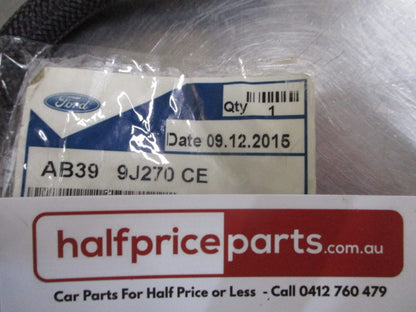 Ford
Qty 1
Date 09.12.2015
AB39 9J270 CE
halfpriceparts.com.au
Car Parts For Half Price or Less - Call 0412 760 479